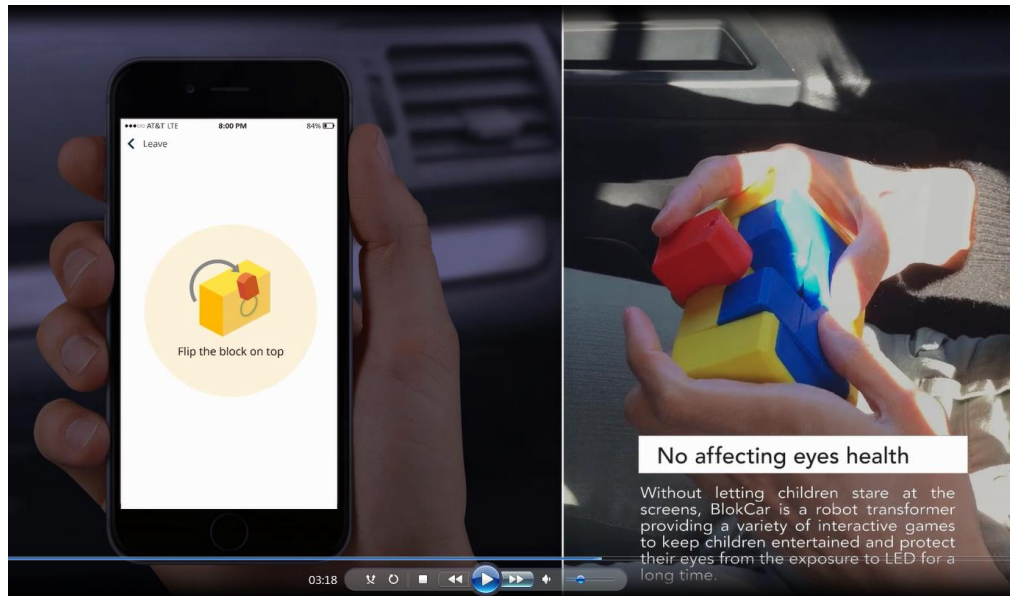 AT&T LTE 8:00 PM 84%
Leave
Flip the block on top
No affecting eyes health
Without letting children stare at the
screens, BlokCar is a robot transformer
providing a variety of interactive games
to keep children entertained and protect
their eyes from the exposure to LED for a
long time.
03:18